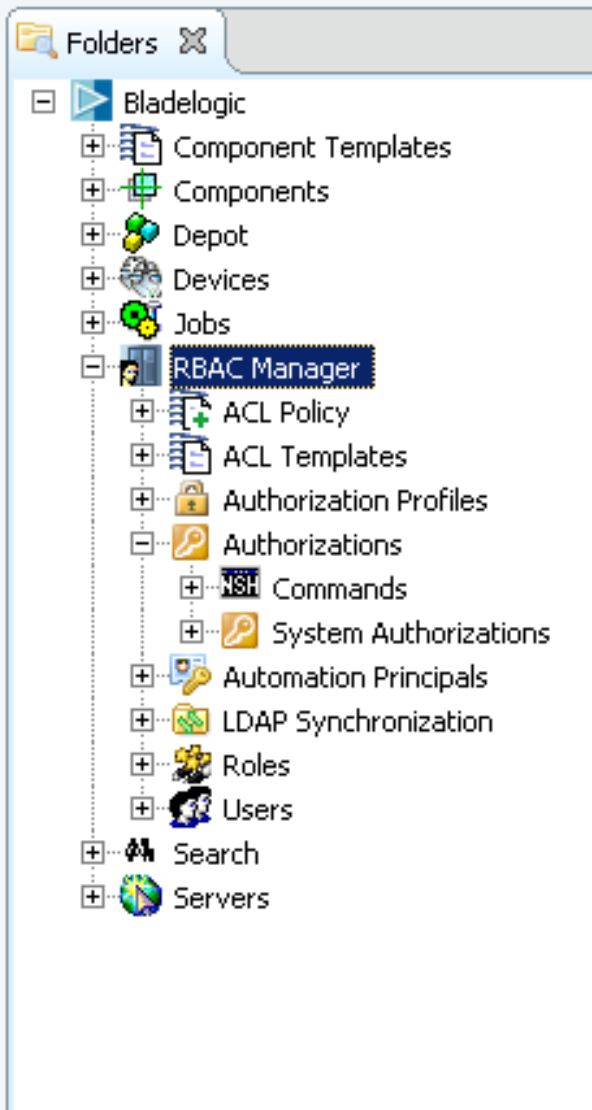 Folders
Bladelogic
Component Templates
Components
Depot
Devices
Jobs
RBAC Manager
ACL Policy
ACL Templates
Authorization Profiles
Authorizations
NSH Commands
System Authorizations
Automation Principals
LDAP Synchronization
Roles
Users
Search
Servers